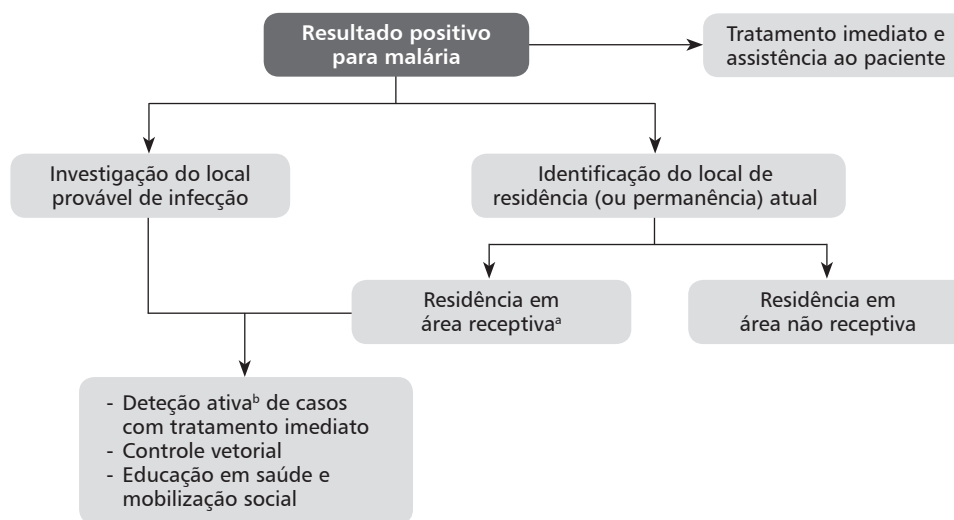 Resultado positivo
para malária
Tratamento imediato e
assistência ao paciente
Investigação do local
provável de infecção
Identificação do local de
residência (ou permanência) atual
Residência em
área receptivaᵃ
Residência em
área não receptiva
- Deteção ativaᵇ de casos
com tratamento imediato
- Controle vetorial
- Educação em saúde e
mobilização social